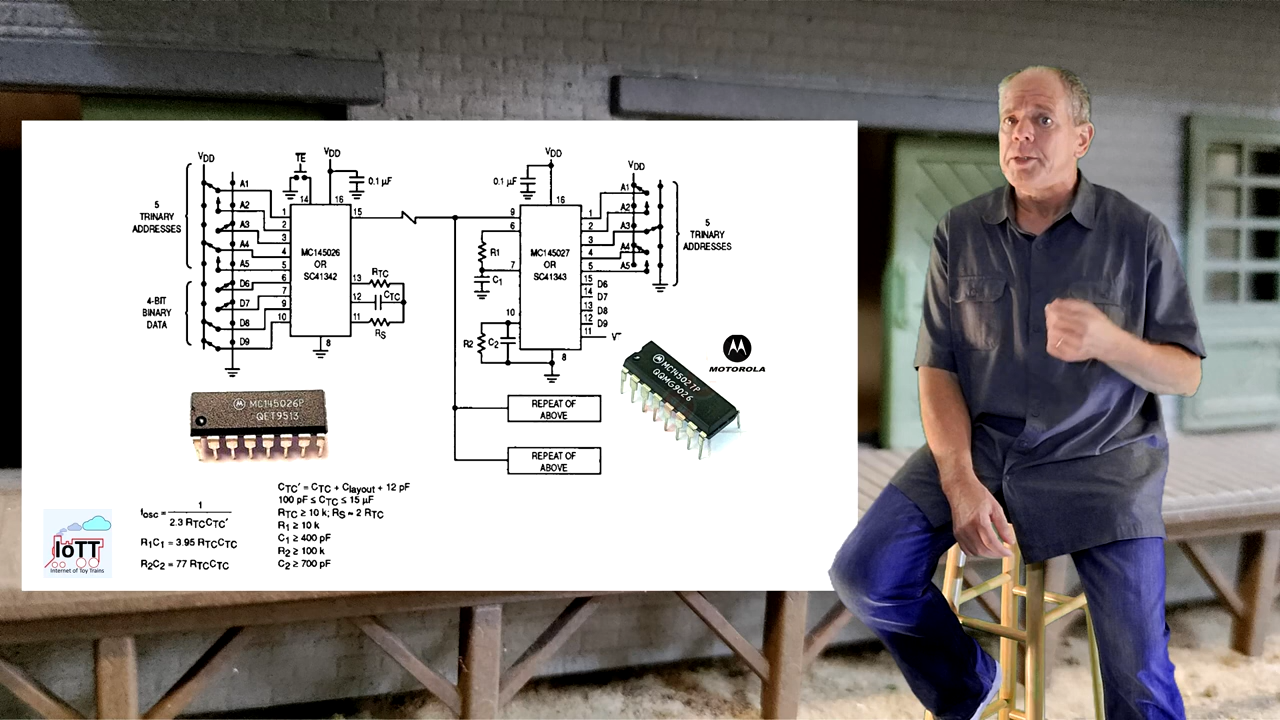 VDD
TE
VDD
0.1 µF
5
TRINARY
ADDRESSES
A1
A2
A3
A4
A5
4-BIT
BINARY
DATA
D6
D7
D8
D9
14
16
15
1
2
3
4
5
6
7
9
10
MC145026
OR
SC41342
13
12
11
8
RTC
CTC
RS
VDD
0.1 µF
16
9
6
7
10
R1
C1
R2
C2
MC145027
OR
SC41343
1
2
3
4
5
15
14
13
12
11
8
D6
D7
D8
D9
VDD
A1
A2
A3
A4
A5
5
TRINARY
ADDRESSES
REPEAT OF
ABOVE
REPEAT OF
ABOVE
MOTOROLA
MC145027P
QQMG9026
MC145026P
QFT9513
fosc = 1
2.3 RTCCTC′
R1C1 = 3.95 RTCCTC
R2C2 = 77 RTCCTC
CTC′ = CTC + Clayout + 12 pF
100 pF ≤ CTC ≤ 15 µF
RTC ≥ 10 k; RS ≈ 2 RTC
R1 ≥ 10 k
C1 ≥ 400 pF
R2 ≥ 100 k
C2 ≥ 700 pF
IoTT
Internet of Toy Trains